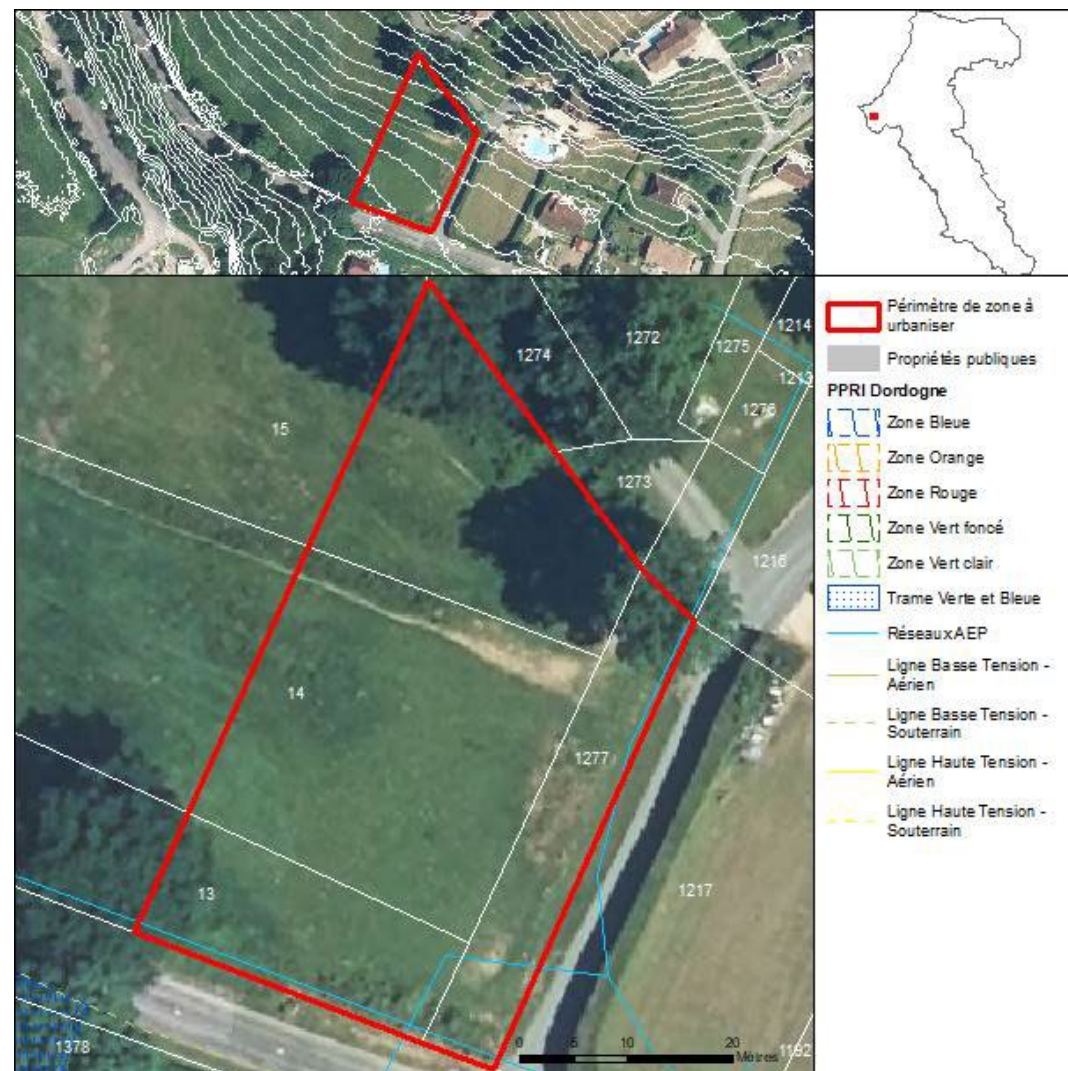 1274
1272
1275
1214
1213
1276
15
1273
1216
14
1277
13
1217
1378
1192
0
5
10
20
Mètres
Périmètre de zone à
urbaniser
Propriétés publiques
PPRI Dordogne
Zone Bleue
Zone Orange
Zone Rouge
Zone Vert foncé
Zone Vert clair
Trame Verte et Bleue
Réseaux AEP
Ligne Basse Tension -
Aérien
Ligne Basse Tension -
Souterrain
Ligne Haute Tension -
Aérien
Ligne Haute Tension -
Souterrain